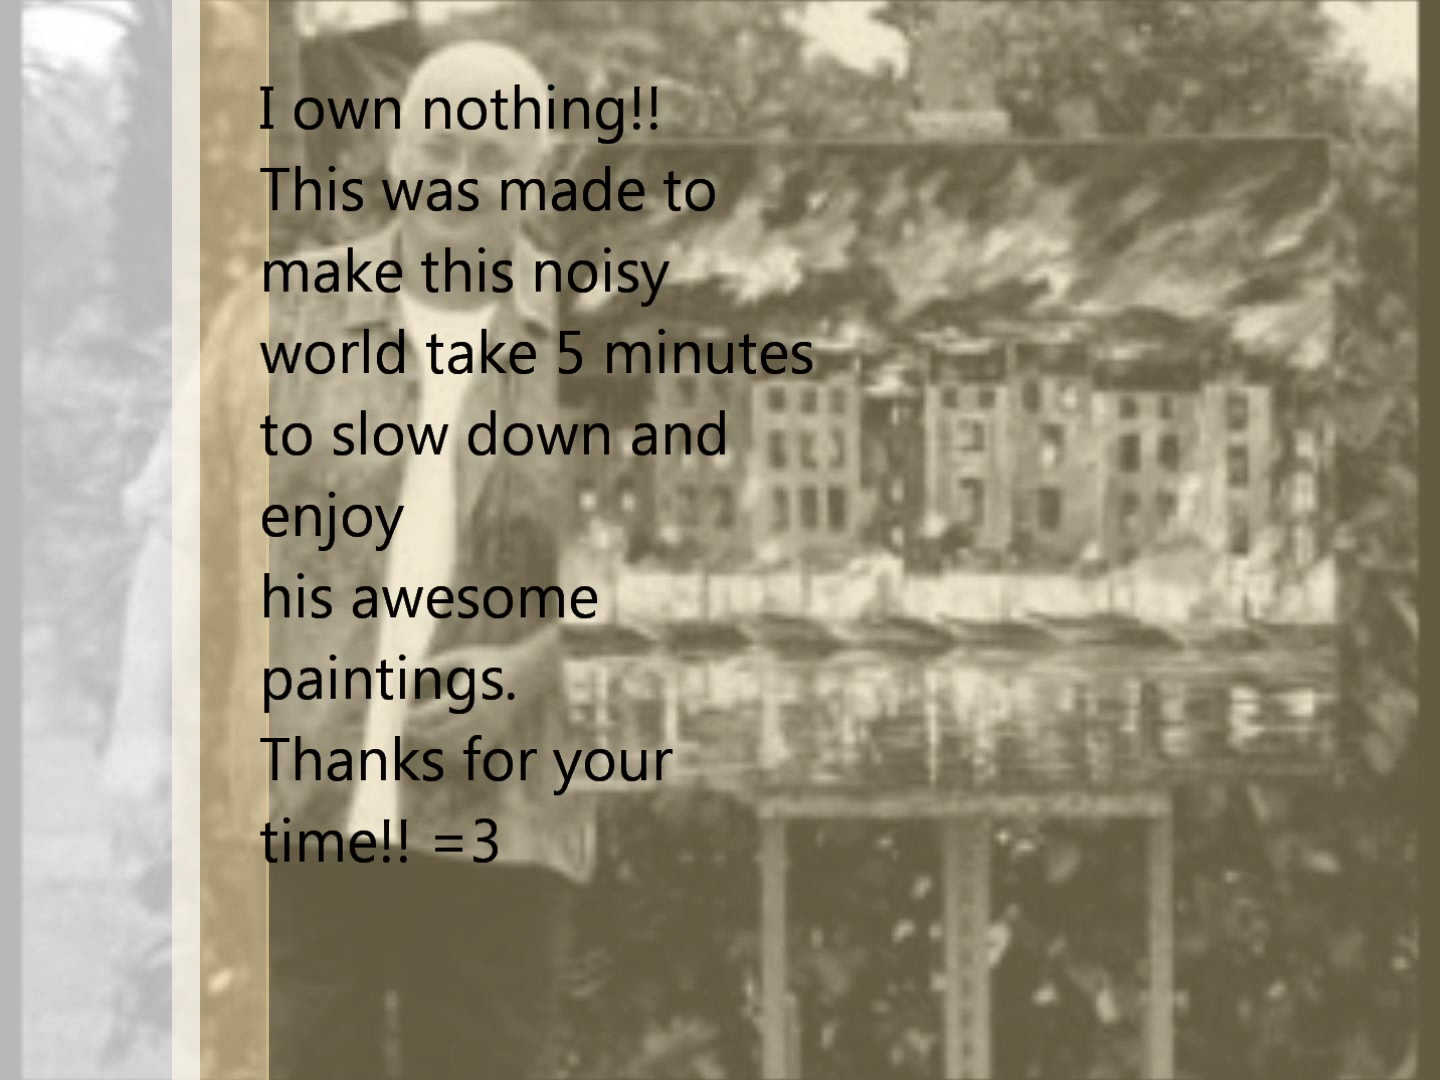 I own nothing!!
This was made to
make this noisy
world take 5 minutes
to slow down and
enjoy
his awesome
paintings.
Thanks for your
time!! =3